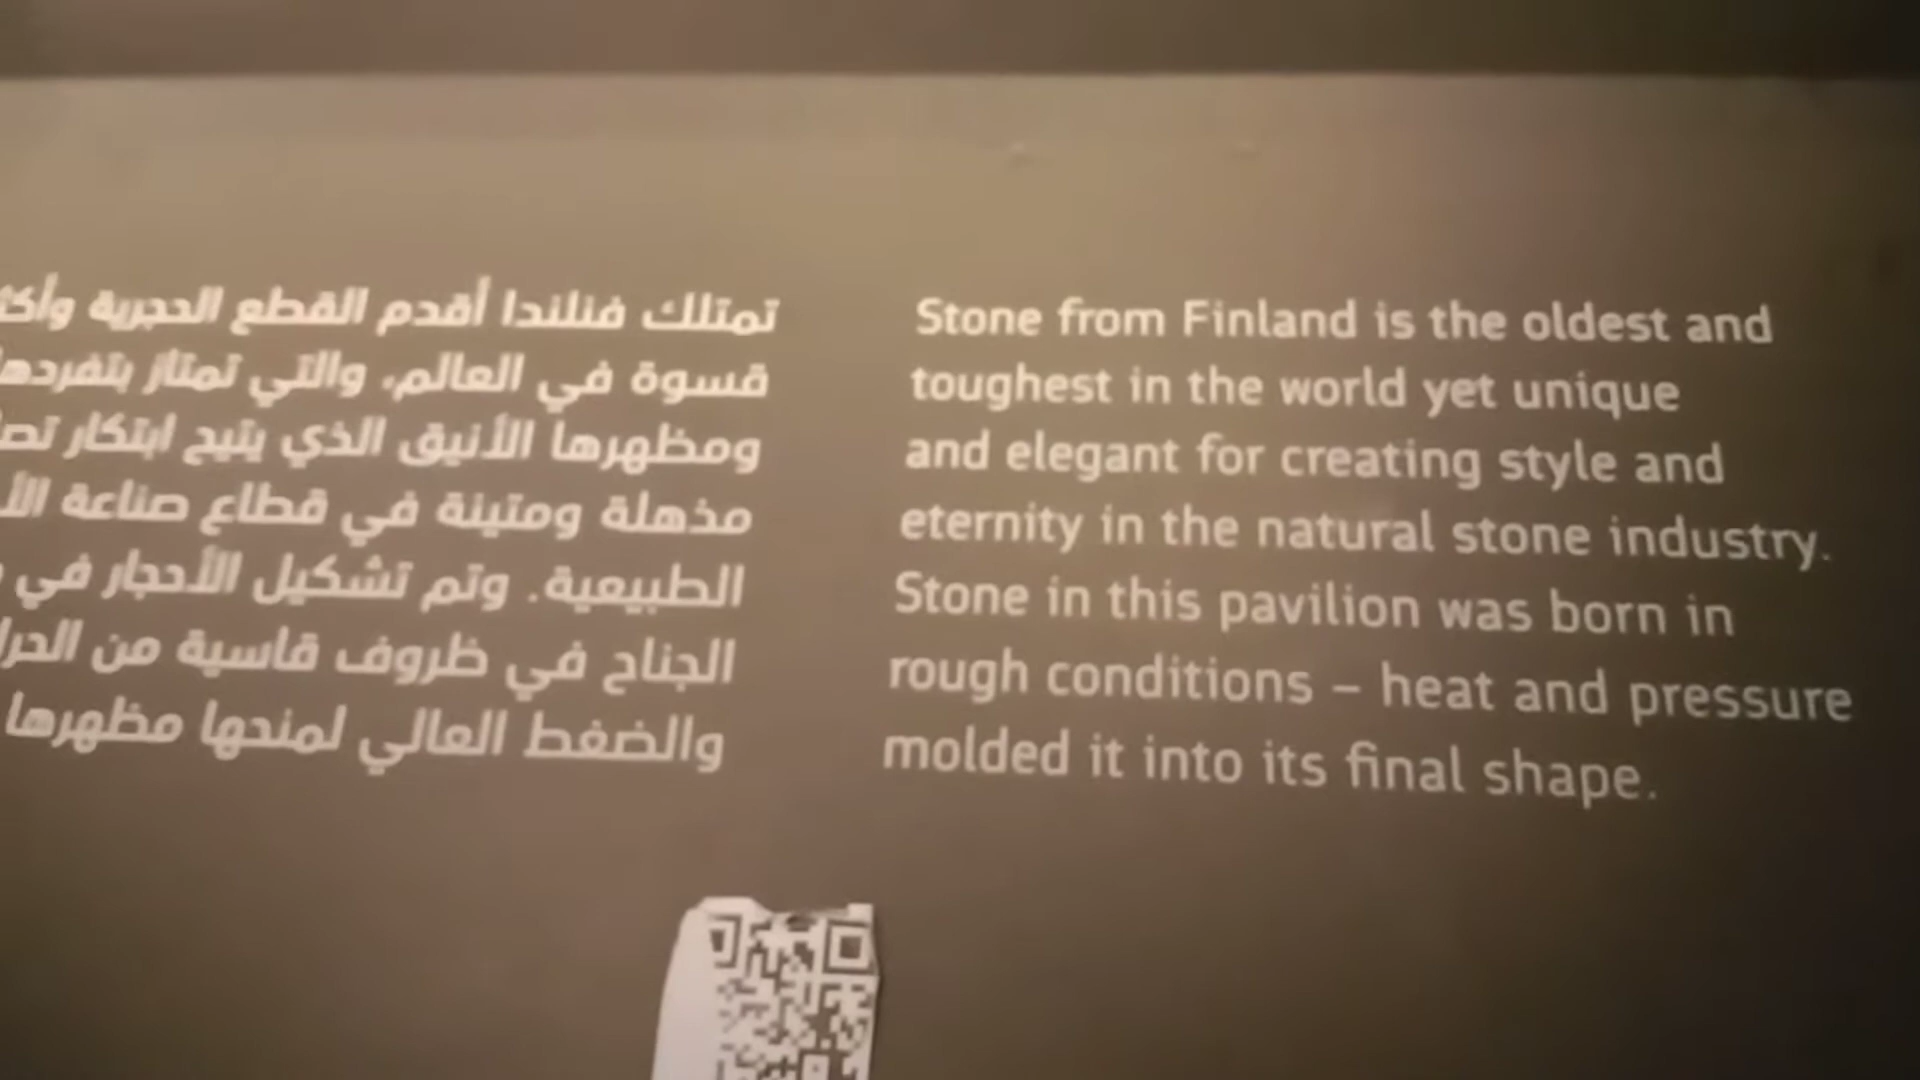 تمتلك فنلندا أقدم القطع الحجرية
قسوة في العالم، والتي تمتاز
ومظهرها الأنيق الذي يتيح ابتكار
مذهلة ومتينة في قطاع صناعة
الطبيعية. وتم تشكيل الأحجار في
الجناح في ظروف قاسية من
والضغط العالي لمنحها مظهرها
Stone from Finland is the oldest and
toughest in the world yet unique
and elegant for creating style and
eternity in the natural stone industry.
Stone in this pavilion was born in
rough conditions – heat and pressure
molded it into its final shape.